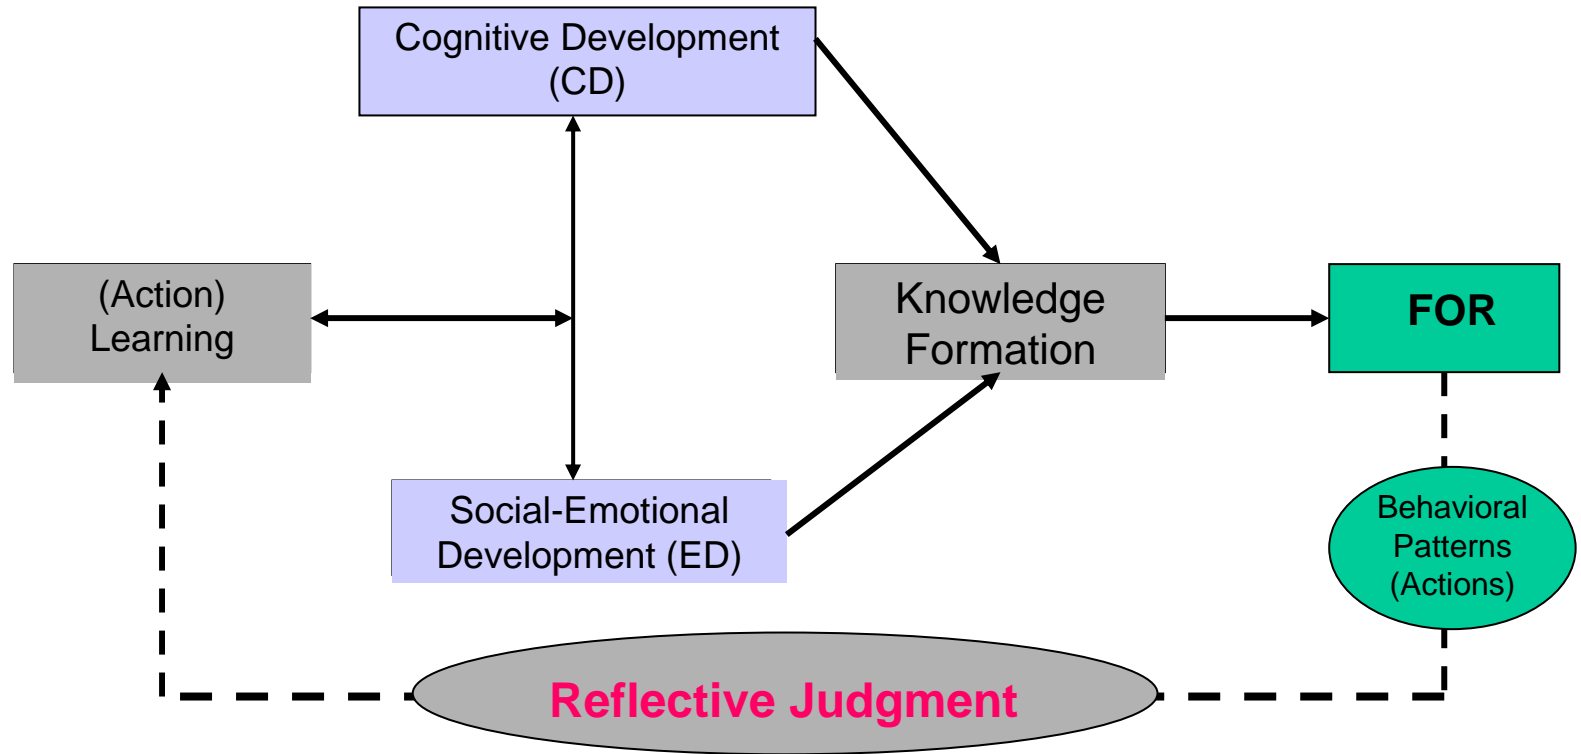 Cognitive Development
(CD)
(Action)
Learning
Knowledge
Formation
FOR
Social-Emotional
Development (ED)
Behavioral
Patterns
(Actions)
Reflective Judgment